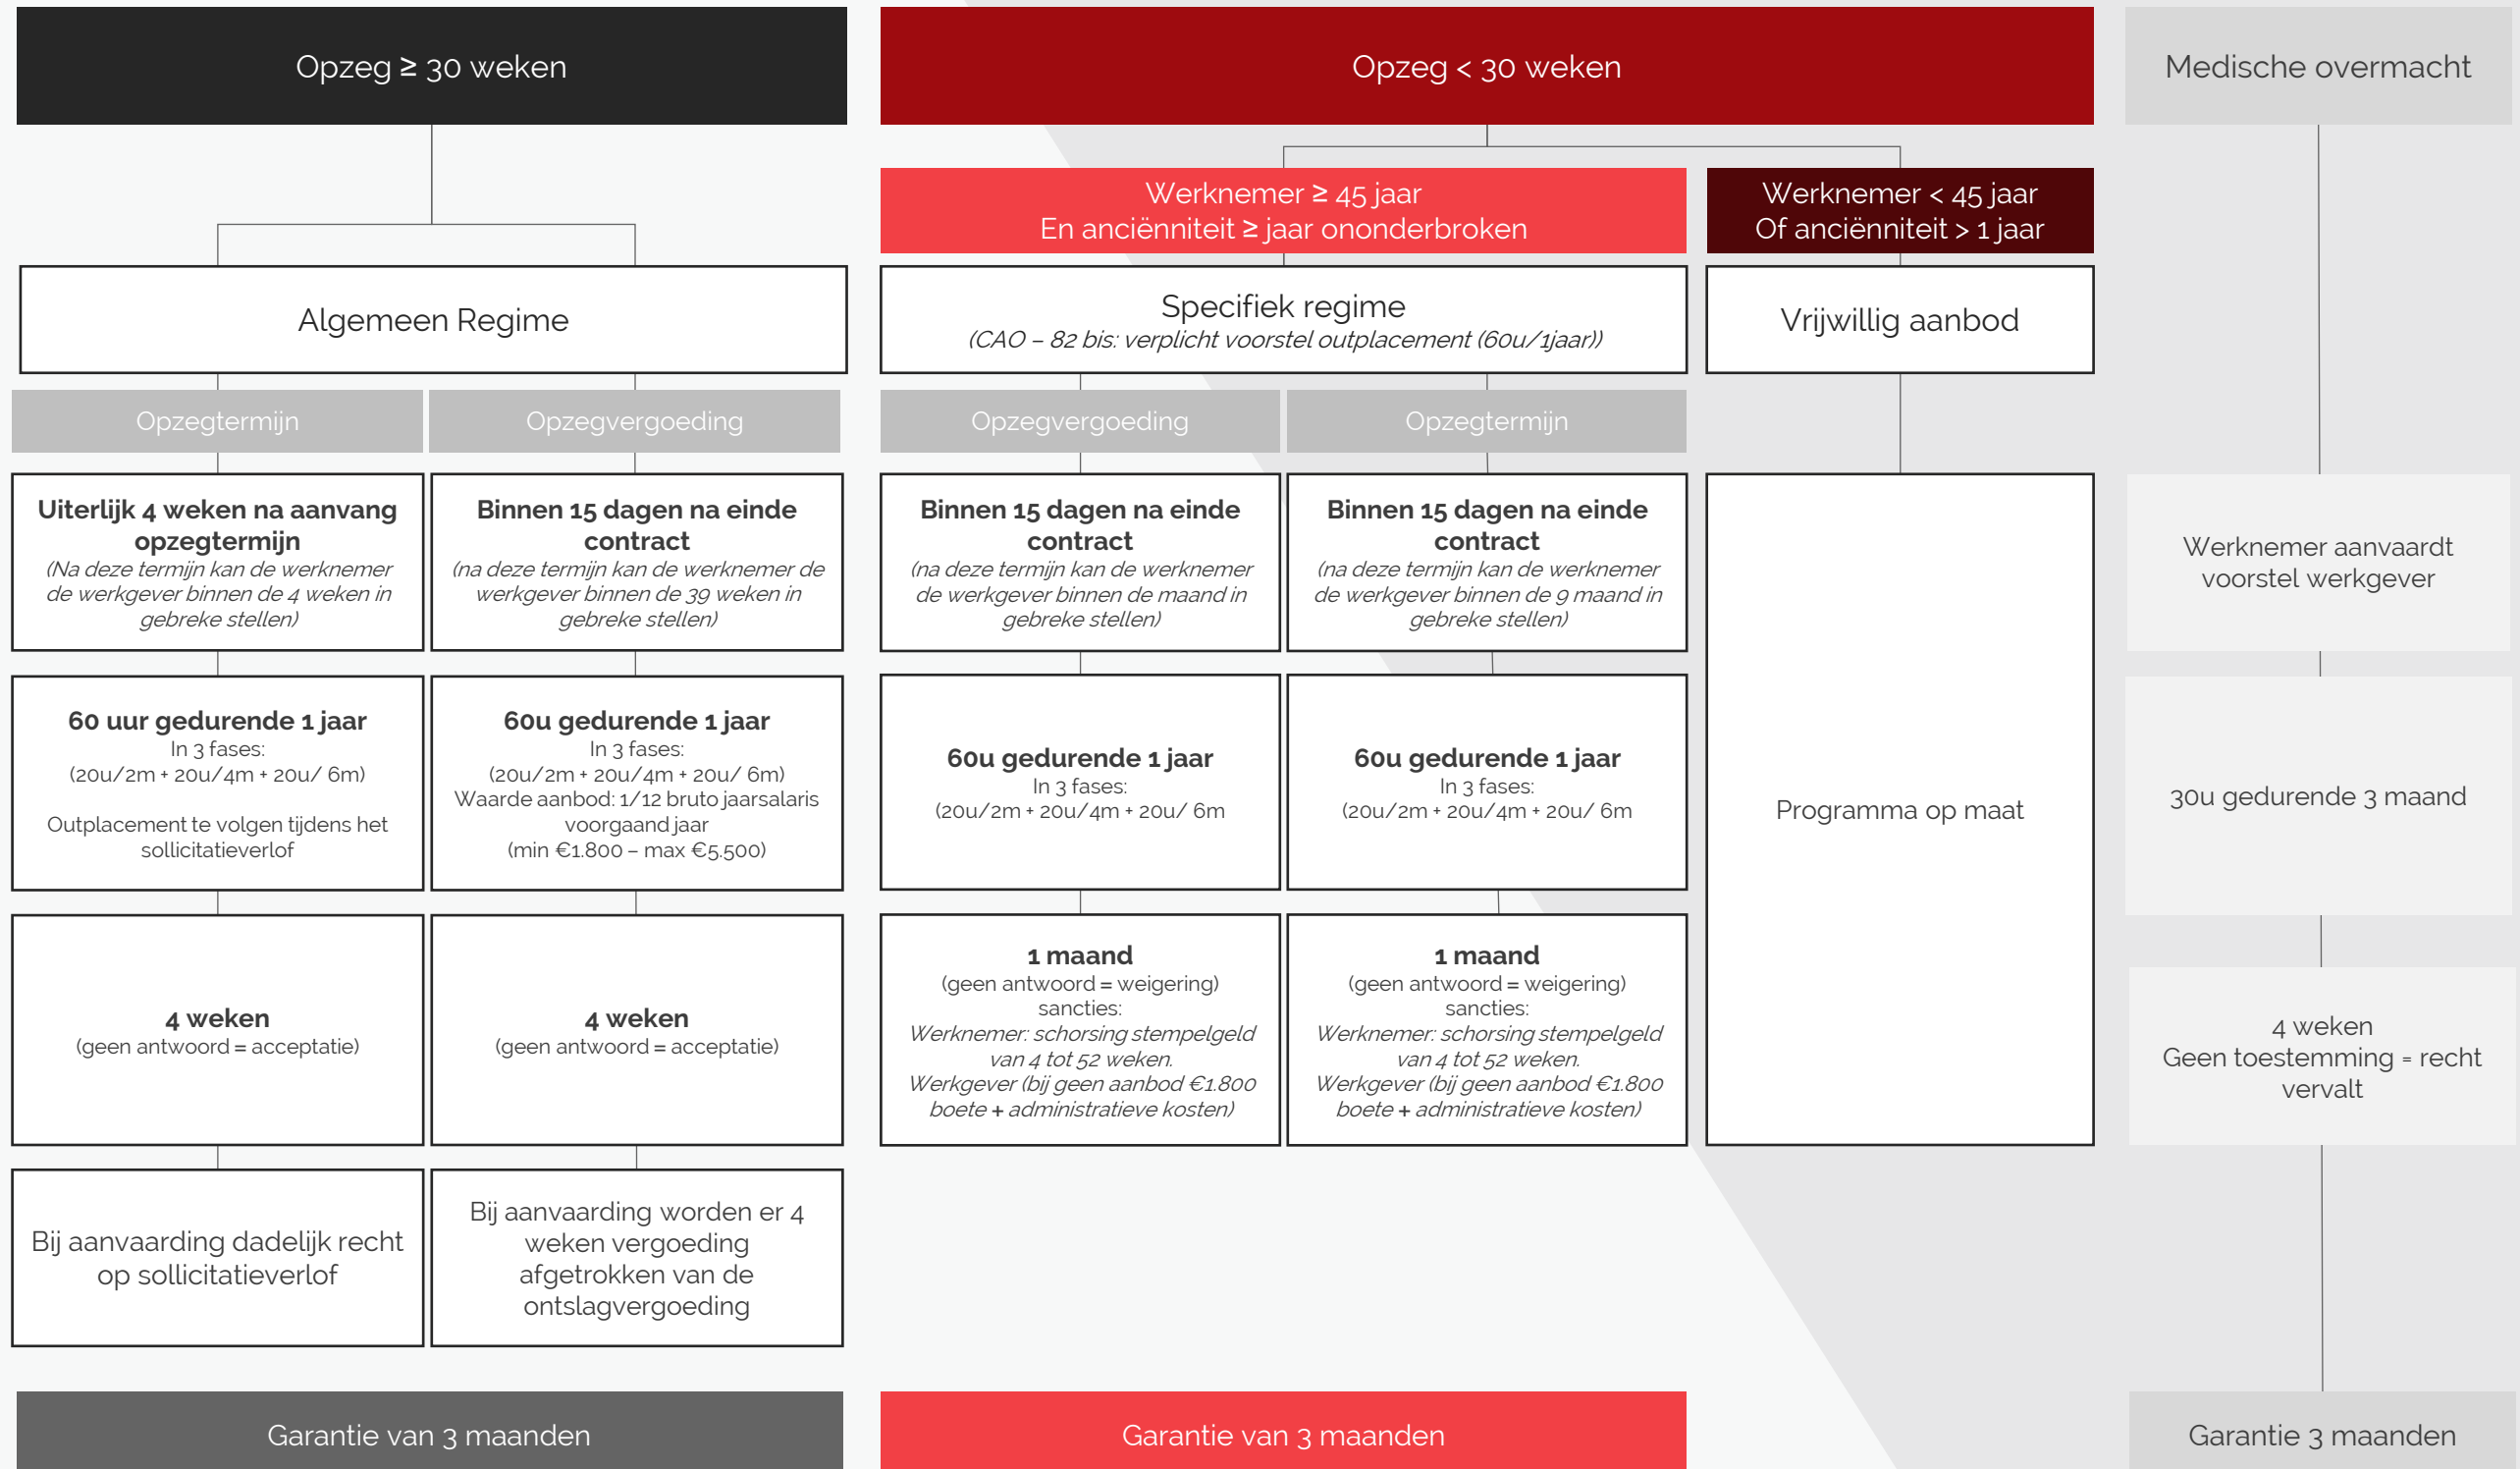 Opzeg ≥ 30 weken
Opzeg < 30 weken
Medische overmacht
Werknemer ≥ 45 jaar
En anciënniteit ≥ jaar ononderbroken
Werknemer < 45 jaar
Of anciënniteit > 1 jaar
Algemeen Regime
Specifiek regime
(CAO – 82 bis: verplicht voorstel outplacement (60u/1jaar))
Vrijwillig aanbod
Opzegtermijn
Opzegvergoeding
Opzegvergoeding
Opzegtermijn
Uiterlijk 4 weken na aanvang
opzegtermijn
(Na deze termijn kan de werknemer
de werkgever binnen de 4 weken in
gebreke stellen)
Binnen 15 dagen na einde
contract
(na deze termijn kan de werknemer de
werkgever binnen de 39 weken in
gebreke stellen)
Binnen 15 dagen na einde
contract
(na deze termijn kan de werknemer
de werkgever binnen de maand in
gebreke stellen)
Binnen 15 dagen na einde
contract
(na deze termijn kan de werknemer
de werkgever binnen de 9 maand in
gebreke stellen)
Werknemer aanvaardt
voorstel werkgever
60 uur gedurende 1 jaar
In 3 fases:
(20u/2m + 20u/4m + 20u/ 6m)
Outplacement te volgen tijdens het
sollicitatieverlof
60u gedurende 1 jaar
In 3 fases:
(20u/2m + 20u/4m + 20u/ 6m)
Waarde aanbod: 1/12 bruto jaarsalaris
voorgaand jaar
(min €1.800 – max €5.500)
60u gedurende 1 jaar
In 3 fases:
(20u/2m + 20u/4m + 20u/ 6m
60u gedurende 1 jaar
In 3 fases:
(20u/2m + 20u/4m + 20u/ 6m
Programma op maat
30u gedurende 3 maand
4 weken
(geen antwoord = acceptatie)
4 weken
(geen antwoord = acceptatie)
1 maand
(geen antwoord = weigering)
sancties:
Werknemer: schorsing stempelgeld
van 4 tot 52 weken.
Werkgever (bij geen aanbod €1.800
boete + administratieve kosten)
1 maand
(geen antwoord = weigering)
sancties:
Werknemer: schorsing stempelgeld
van 4 tot 52 weken.
Werkgever (bij geen aanbod €1.800
boete + administratieve kosten)
4 weken
Geen toestemming = recht
vervalt
Bij aanvaarding dadelijk recht
op sollicitatieverlof
Bij aanvaarding worden er 4
weken vergoeding
afgetrokken van de
ontslagvergoeding
Garantie van 3 maanden
Garantie van 3 maanden
Garantie 3 maanden